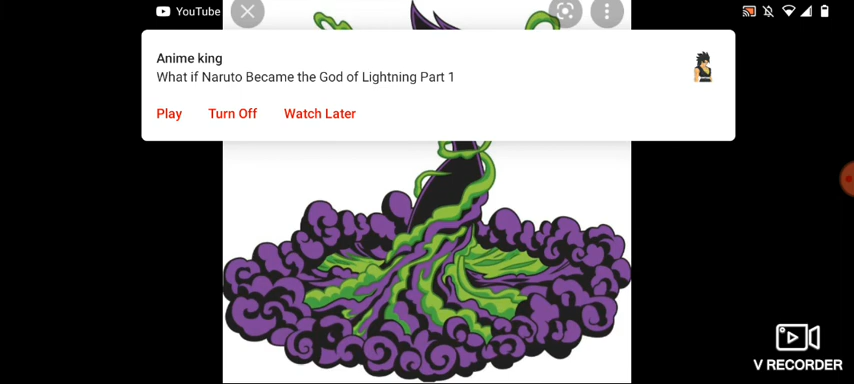 YouTube
Anime king
What if Naruto Became the God of Lightning Part 1
Play Turn Off Watch Later
V RECORDER